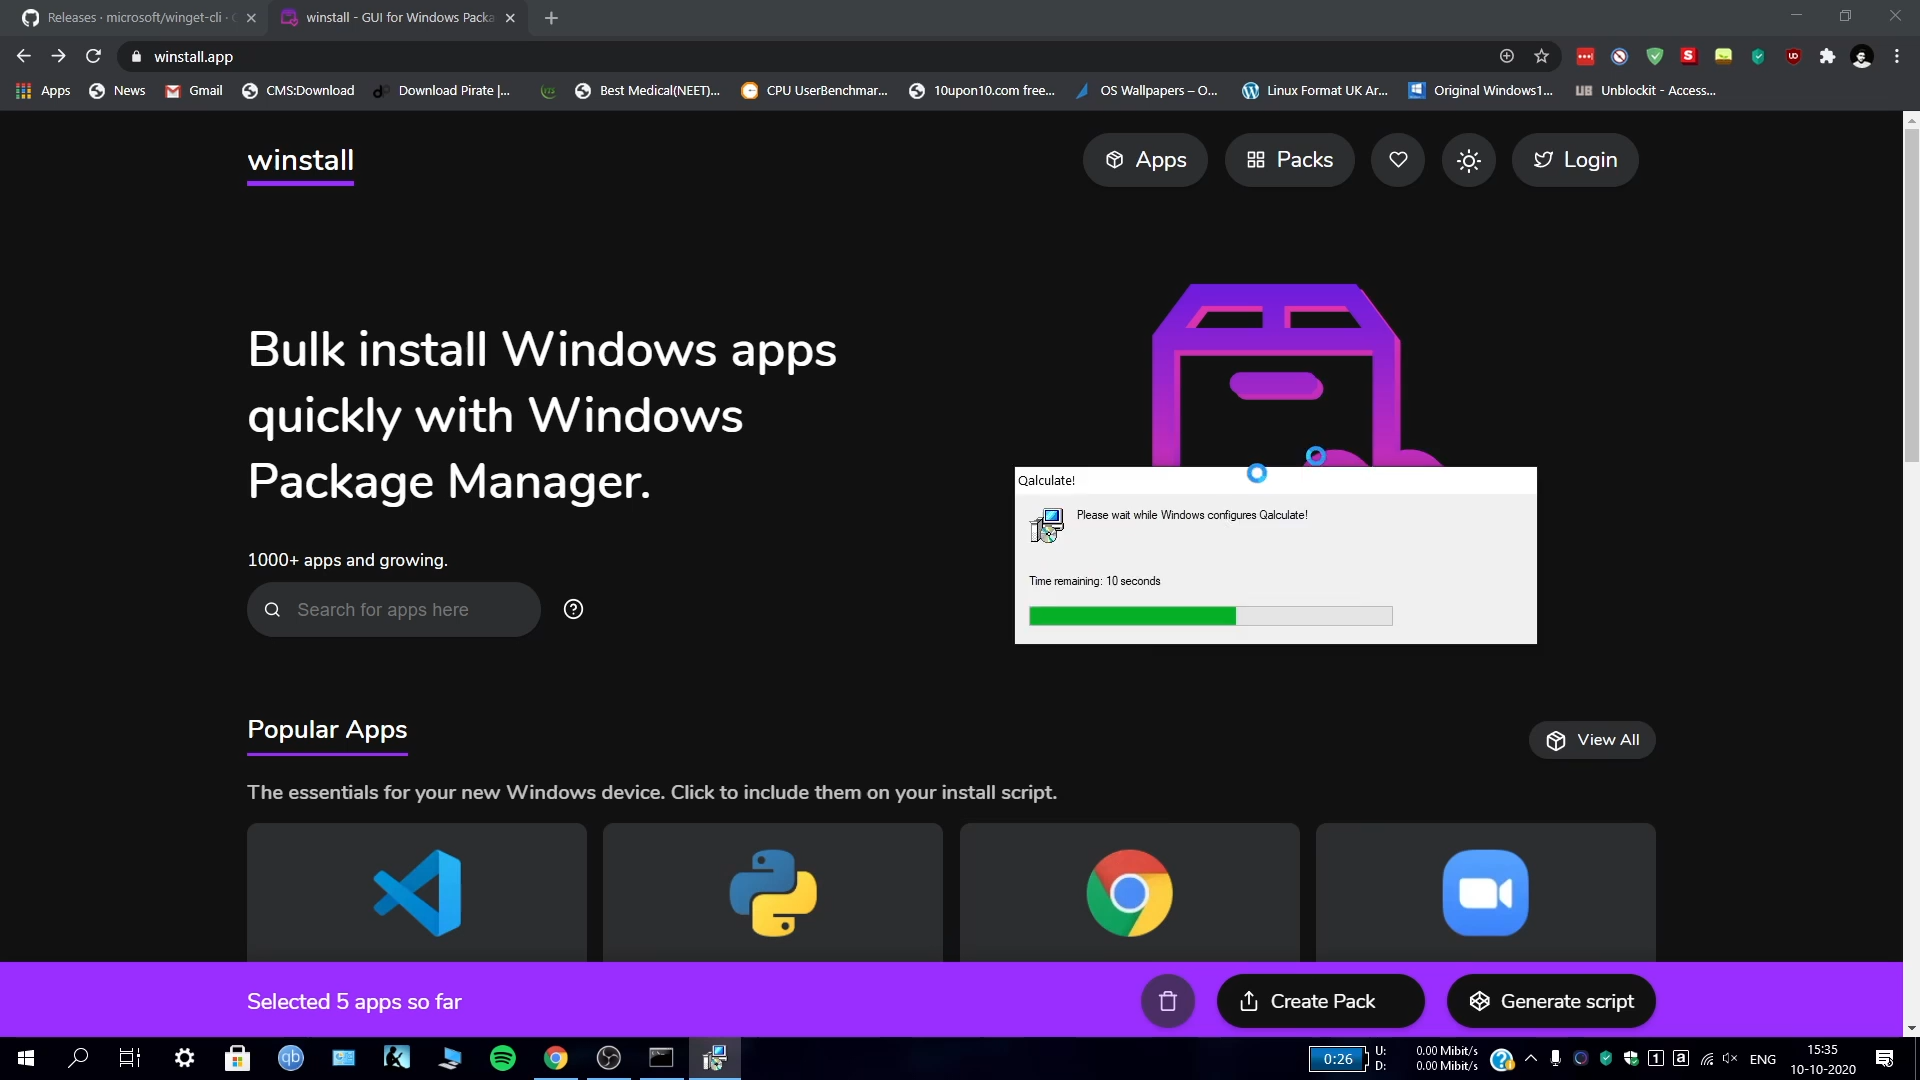 Releases · microsoft/winget-cli · G
winstall - GUI for Windows Packa
winstall.app
Apps
News
Gmail
CMS:Download
Download Pirate |...
Best Medical(NEET)...
CPU UserBenchmar...
10upon10.com free...
OS Wallpapers – O...
Linux Format UK Ar...
Original Windows1...
UB
Unblockit - Access...
winstall
Apps
Packs
Login
Bulk install Windows apps
quickly with Windows
Package Manager.
1000+ apps and growing.
Search for apps here
Qalculate!
Please wait while Windows configures Qalculate!
Time remaining: 10 seconds
Popular Apps
View All
The essentials for your new Windows device. Click to include them on your install script.
Selected 5 apps so far
Create Pack
Generate script
qb
0:26
U:
D:
0.00 Mibit/s
0.00 Mibit/s
1
a
ENG
15:35
10-10-2020